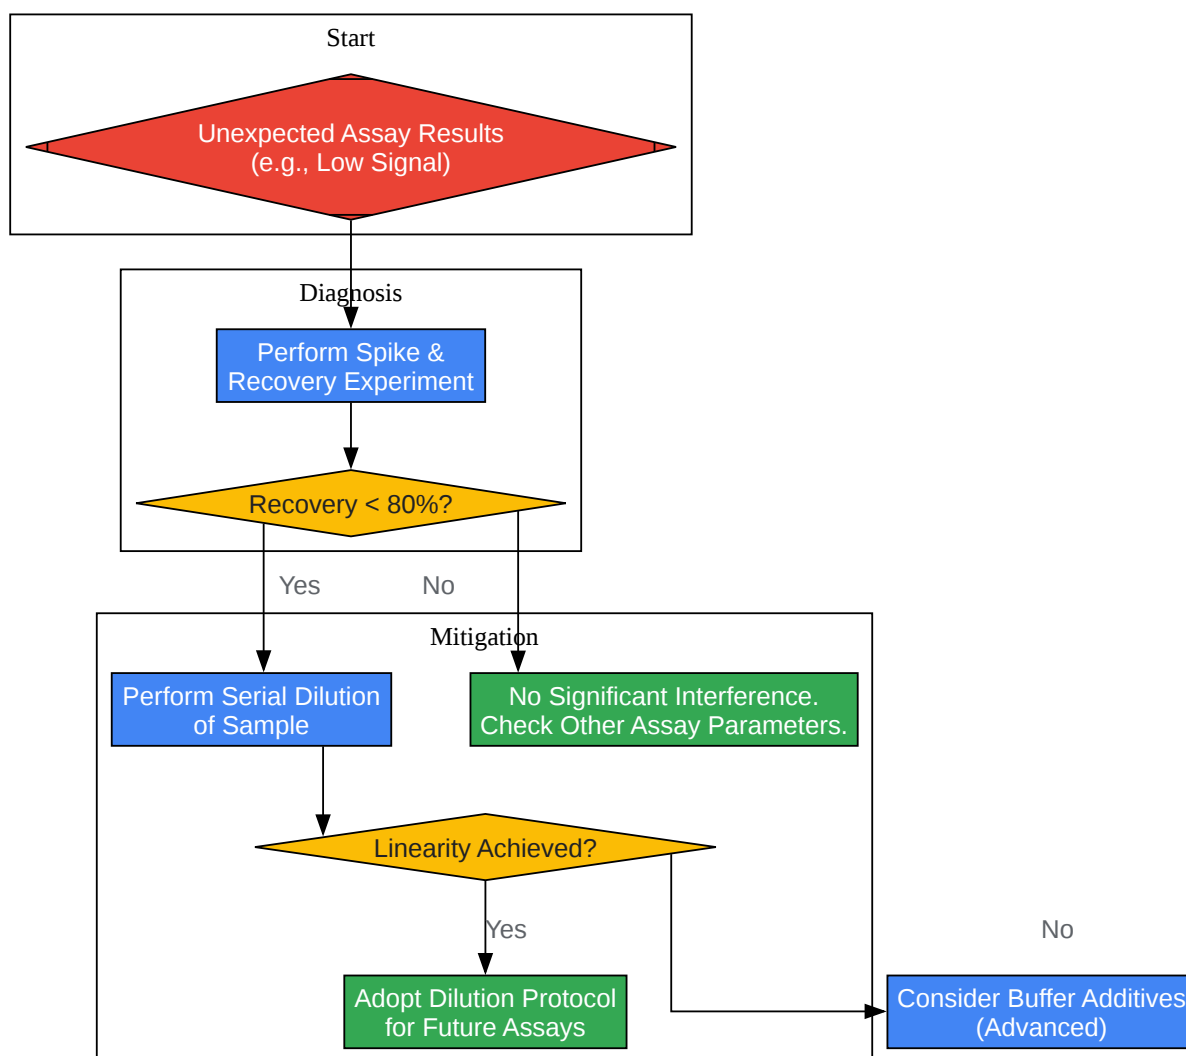 Start
Unexpected Assay Results
(e.g., Low Signal)
Diagnosis
Perform Spike &
Recovery Experiment
Recovery < 80%?
Yes
No
Mitigation
Perform Serial Dilution
of Sample
No Significant Interference.
Check Other Assay Parameters.
Linearity Achieved?
Yes
No
Adopt Dilution Protocol
for Future Assays
Consider Buffer Additives
(Advanced)